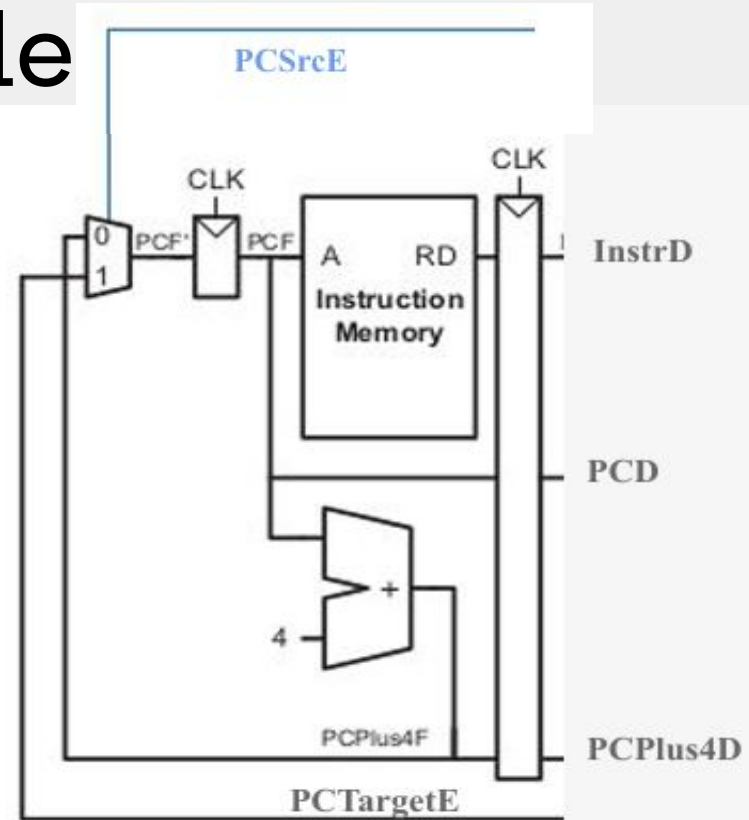 le
PCSrcE
CLK
CLK
0
PCF'
PCF
A
RD
InstrD
1
Instruction
Memory
PCD
+
4
PCPlus4F
PCPlus4D
PCTargetE